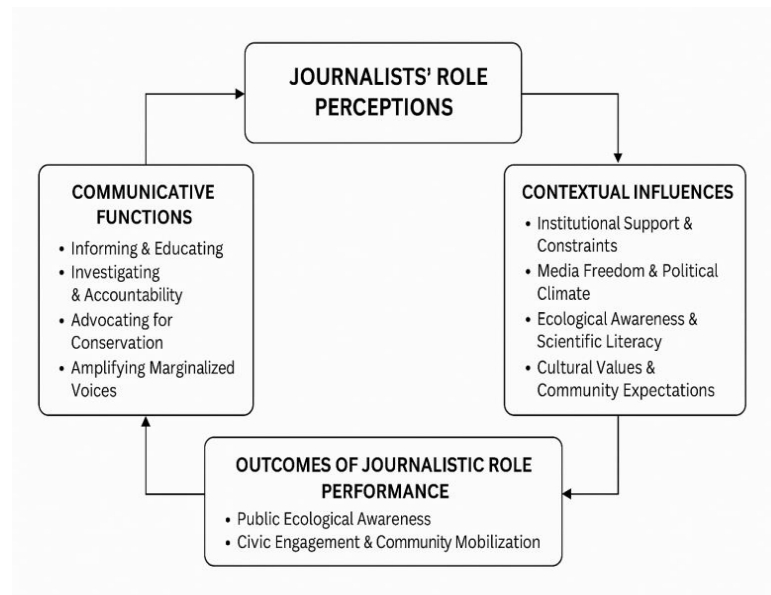 JOURNALISTS' ROLE
PERCEPTIONS
COMMUNICATIVE
FUNCTIONS
• Informing & Educating
• Investigating
& Accountability
• Advocating for
Conservation
• Amplifying Marginalized
Voices
CONTEXTUAL INFLUENCES
• Institutional Support &
Constraints
• Media Freedom & Political
Climate
• Ecological Awareness &
Scientific Literacy
• Cultural Values &
Community Expectations
OUTCOMES OF JOURNALISTIC ROLE
PERFORMANCE
• Public Ecological Awareness
• Civic Engagement & Community Mobilization